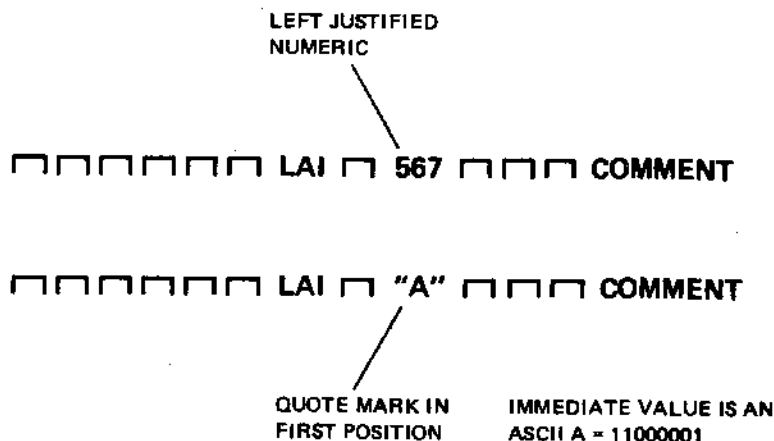 LEFT JUSTIFIED
NUMERIC
LAI 567 COMMENT
LAI "A" COMMENT
QUOTE MARK IN IMMEDIATE VALUE IS AN
FIRST POSITION ASCII A = 11000001